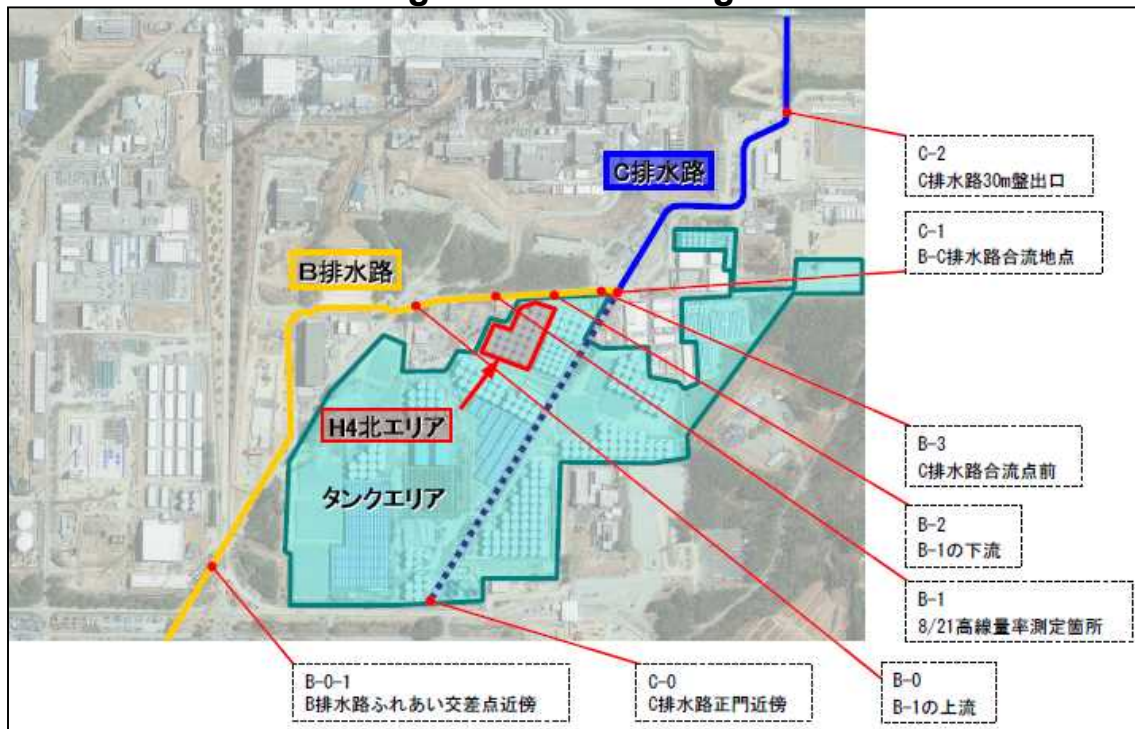 C排水路
B排水路
H4北エリア
タンクエリア
C-2
C排水路30m盤出口
C-1
B-C排水路合流地点
B-3
C排水路合流点前
B-2
B-1の下流
B-1
8/21高線量率測定箇所
B-0
B-1の上流
C-0
C排水路正門近傍
B-0-1
B排水路ふれあい交差点近傍